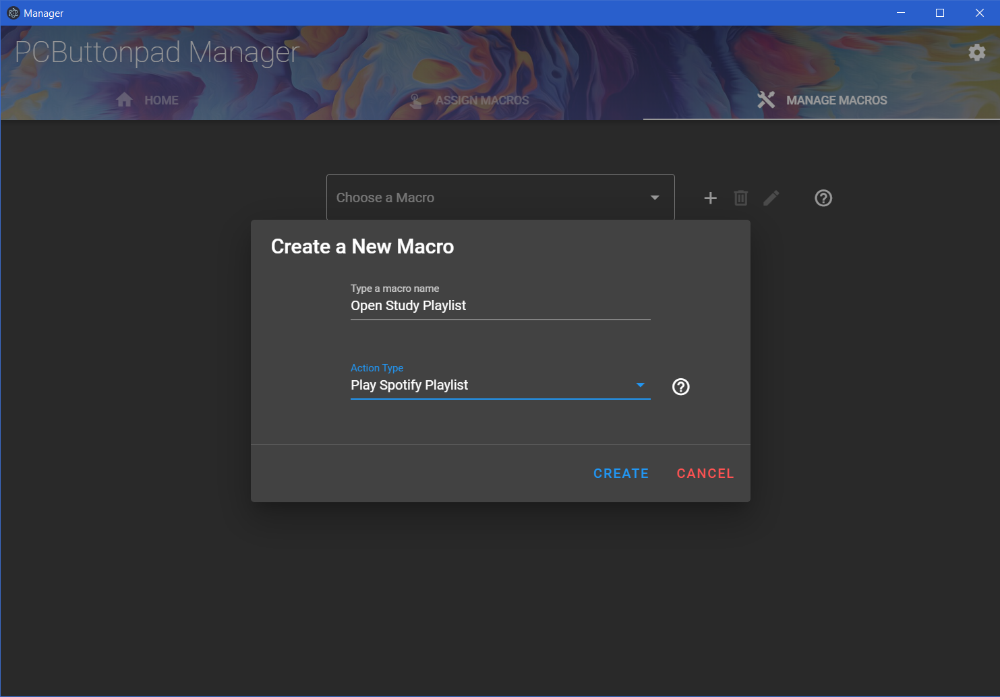 Manager
PCButtonpad Manager
HOME
ASSIGN MACROS
MANAGE MACROS
Choose a Macro
Create a New Macro
Type a macro name
Open Study Playlist
Action Type
Play Spotify Playlist
CREATE
CANCEL